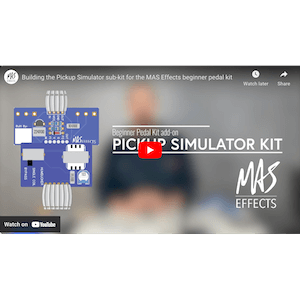 MAS
Building the Pickup Simulator sub-kit for the MAS Effects beginner pedal kit
Watch later
Share
Beginner Pedal Kit add-on
PICKUP SIMULATOR KIT
MAS
EFFECTS
Watch on YouTube